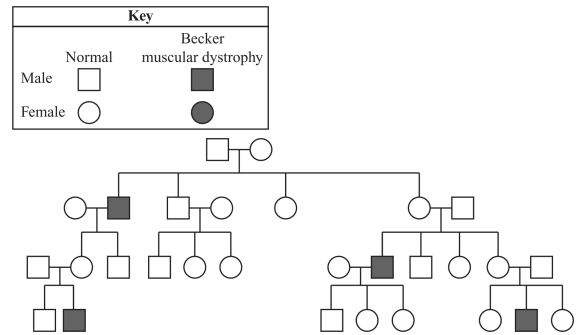 Key
Becker
Normal muscular dystrophy
Male
Female